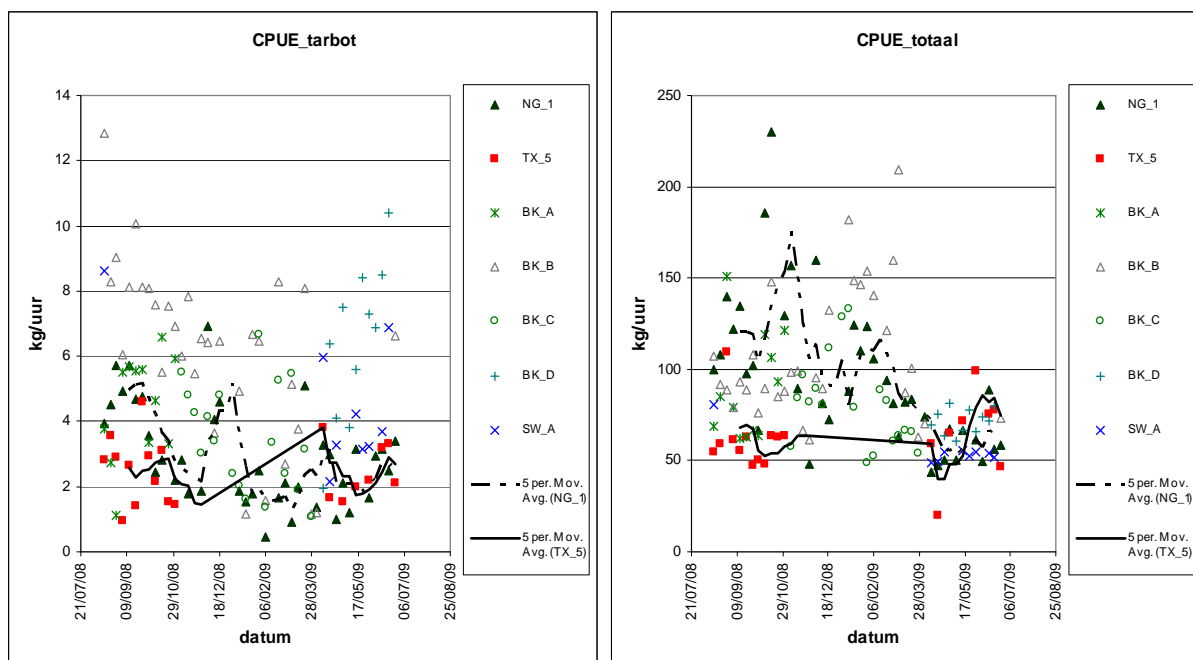 CPUE_tarbot
14
12
10
8
6
4
2
0
kg/uur
21/07/08
09/09/08
29/10/08
18/12/08
06/02/09
28/03/09
17/05/09
06/07/09
25/08/09
datum
NG_1
TX_5
BK_A
BK_B
BK_C
BK_D
SW_A
5 per. Mov.
Avg. (NG_1)
5 per. Mov.
Avg. (TX_5)
CPUE_totaal
250
200
150
100
50
0
kg/uur
21/07/08
09/09/08
29/10/08
18/12/08
06/02/09
28/03/09
17/05/09
06/07/09
25/08/09
datum
NG_1
TX_5
BK_A
BK_B
BK_C
BK_D
SW_A
5 per. Mov.
Avg. (NG_1)
5 per. Mov.
Avg. (TX_5)